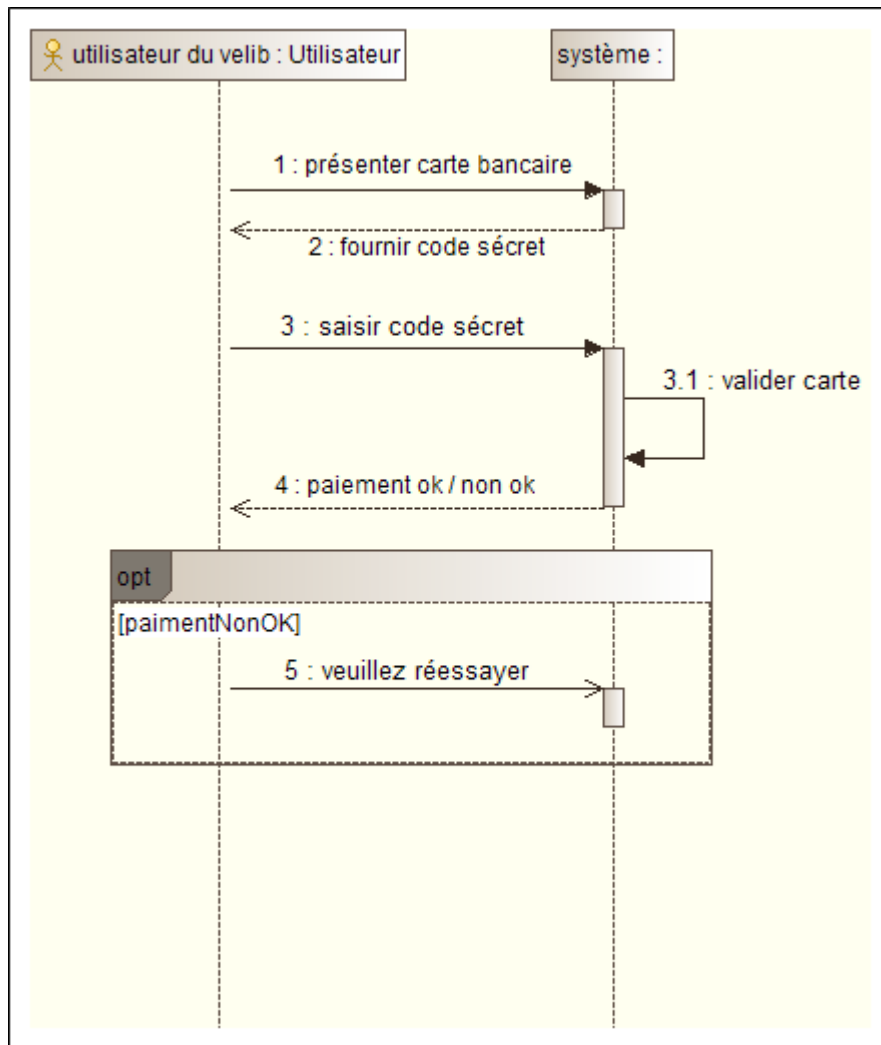 utilisateur du velib : Utilisateur
système :
1 : présenter carte bancaire
2 : fournir code sécret
3 : saisir code sécret
3.1 : valider carte
4 : paiement ok / non ok
opt
[paimentNonOK]
5 : veuillez réessayer